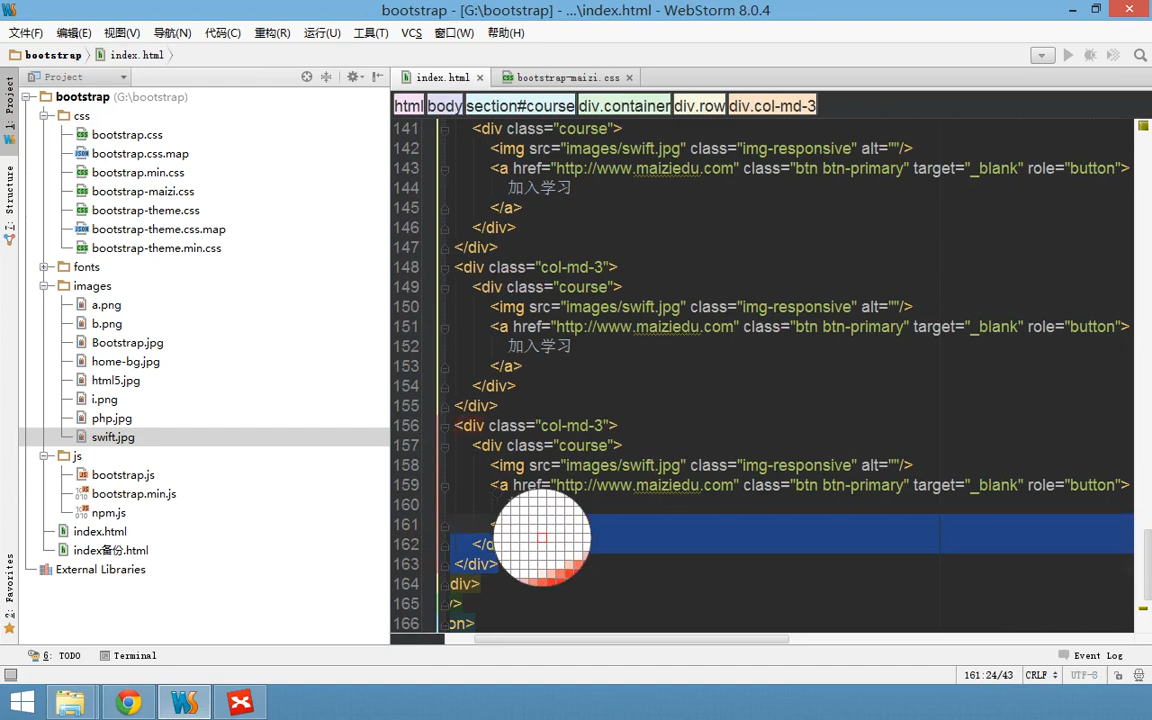 bootstrap - [G:\bootstrap] - ...\index.html - WebStorm 8.0.4
文件(F) 编辑(E) 视图(V) 导航(N) 代码(C) 重构(R) 运行(U) 工具(T) VCS 窗口(W) 帮助(H)
bootstrap index.html
Project index.html bootstrap-maizi.css
1: Project
7: Structure
2: Favorites
bootstrap (G:\bootstrap)
css
bootstrap.css
bootstrap.css.map
bootstrap.min.css
bootstrap-maizi.css
bootstrap-theme.css
bootstrap-theme.css.map
bootstrap-theme.min.css
fonts
images
a.png
b.png
Bootstrap.jpg
home-bg.jpg
html5.jpg
i.png
php.jpg
swift.jpg
js
bootstrap.js
bootstrap.min.js
npm.js
index.html
index备份.html
External Libraries
html body section#course div.container div.row div.col-md-3
141 <div class="course">
142 <img src="images/swift.jpg" class="img-responsive" alt=""/>
143 <a href="http://www.maiziedu.com" class="btn btn-primary" target="_blank" role="button">
144 加入学习
145 </a>
146 </div>
147 </div>
148 <div class="col-md-3">
149 <div class="course">
150 <img src="images/swift.jpg" class="img-responsive" alt=""/>
151 <a href="http://www.maiziedu.com" class="btn btn-primary" target="_blank" role="button">
152 加入学习
153 </a>
154 </div>
155 </div>
156 <div class="col-md-3">
157 <div class="course">
158 <img src="images/swift.jpg" class="img-responsive" alt=""/>
159 <a href="http://www.maiziedu.com" class="btn btn-primary" target="_blank" role="button">
160
161 <
162 </d
163 </div>
164 div>
165 >
166 on>
6: TODO Terminal Event Log
161:24/43 CRLF UTF-8